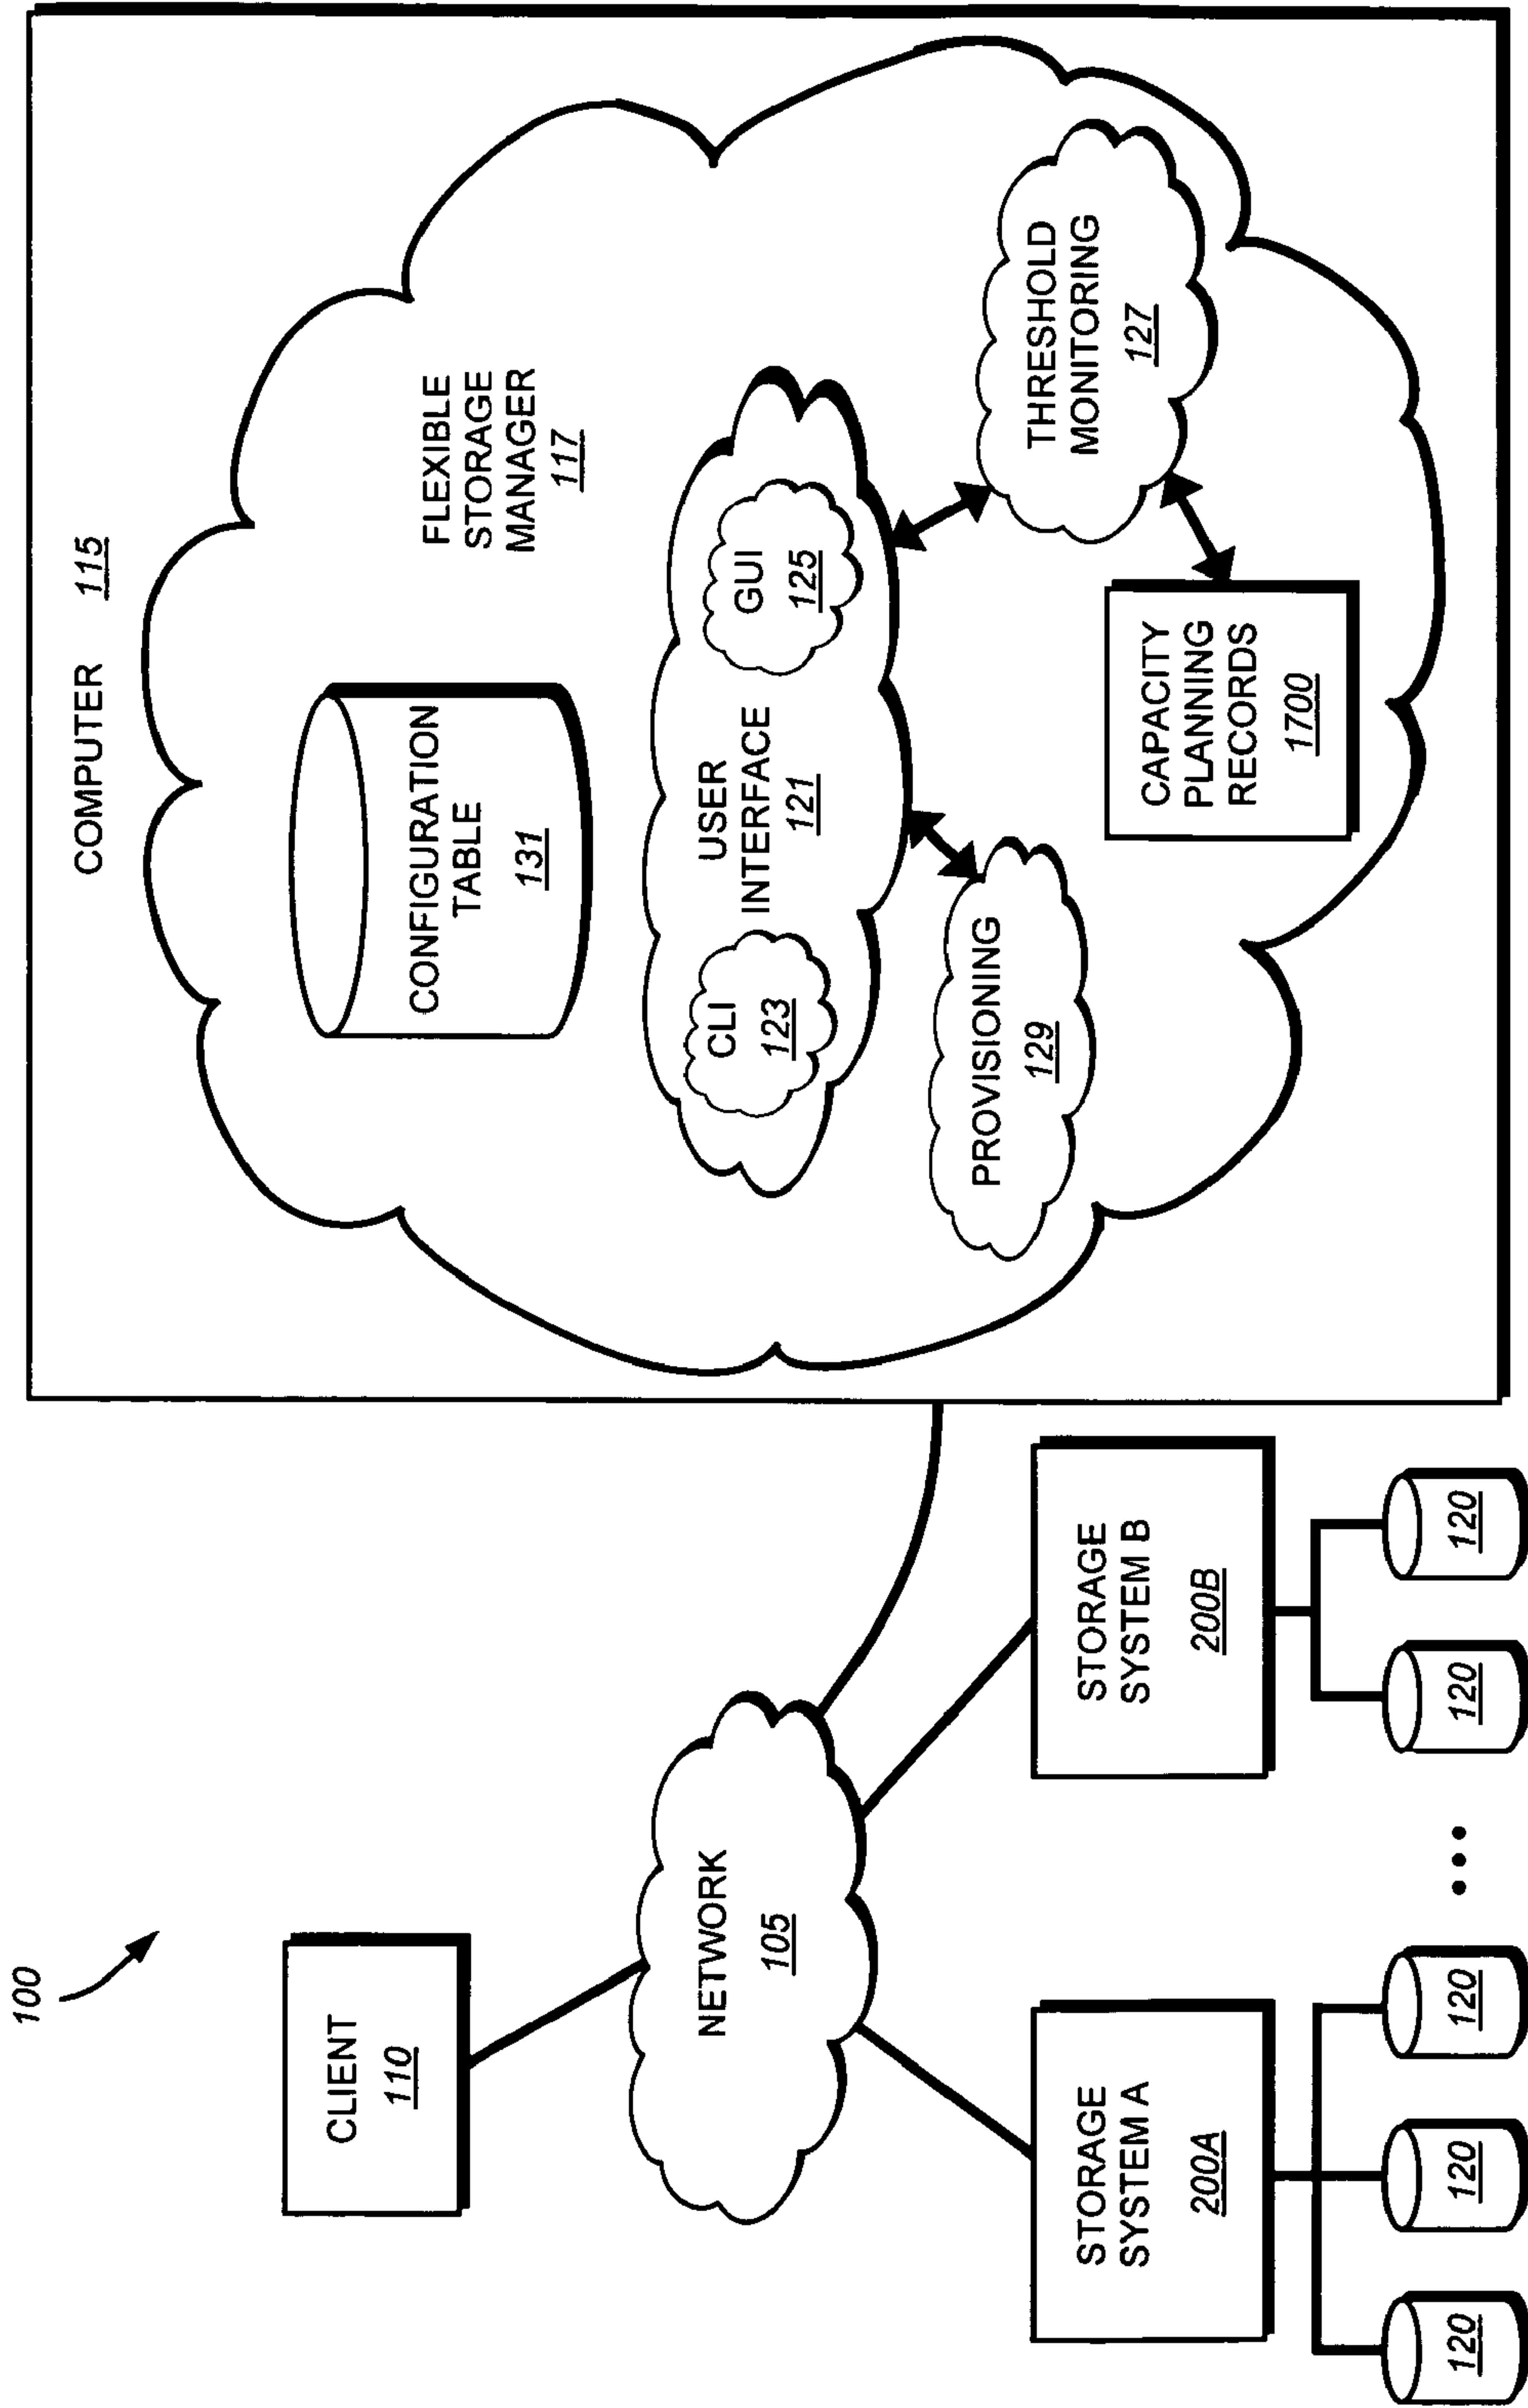 100
CLIENT
110
NETWORK
105
STORAGE
SYSTEM A
200A
120
120
120
STORAGE
SYSTEM B
200B
120
120
COMPUTER 115
FLEXIBLE
STORAGE
MANAGER
117
CONFIGURATION
TABLE
131
USER
INTERFACE
121
CLI
123
GUI
125
PROVISIONING
129
THRESHOLD
MONITORING
127
CAPACITY
PLANNING
RECORDS
1700